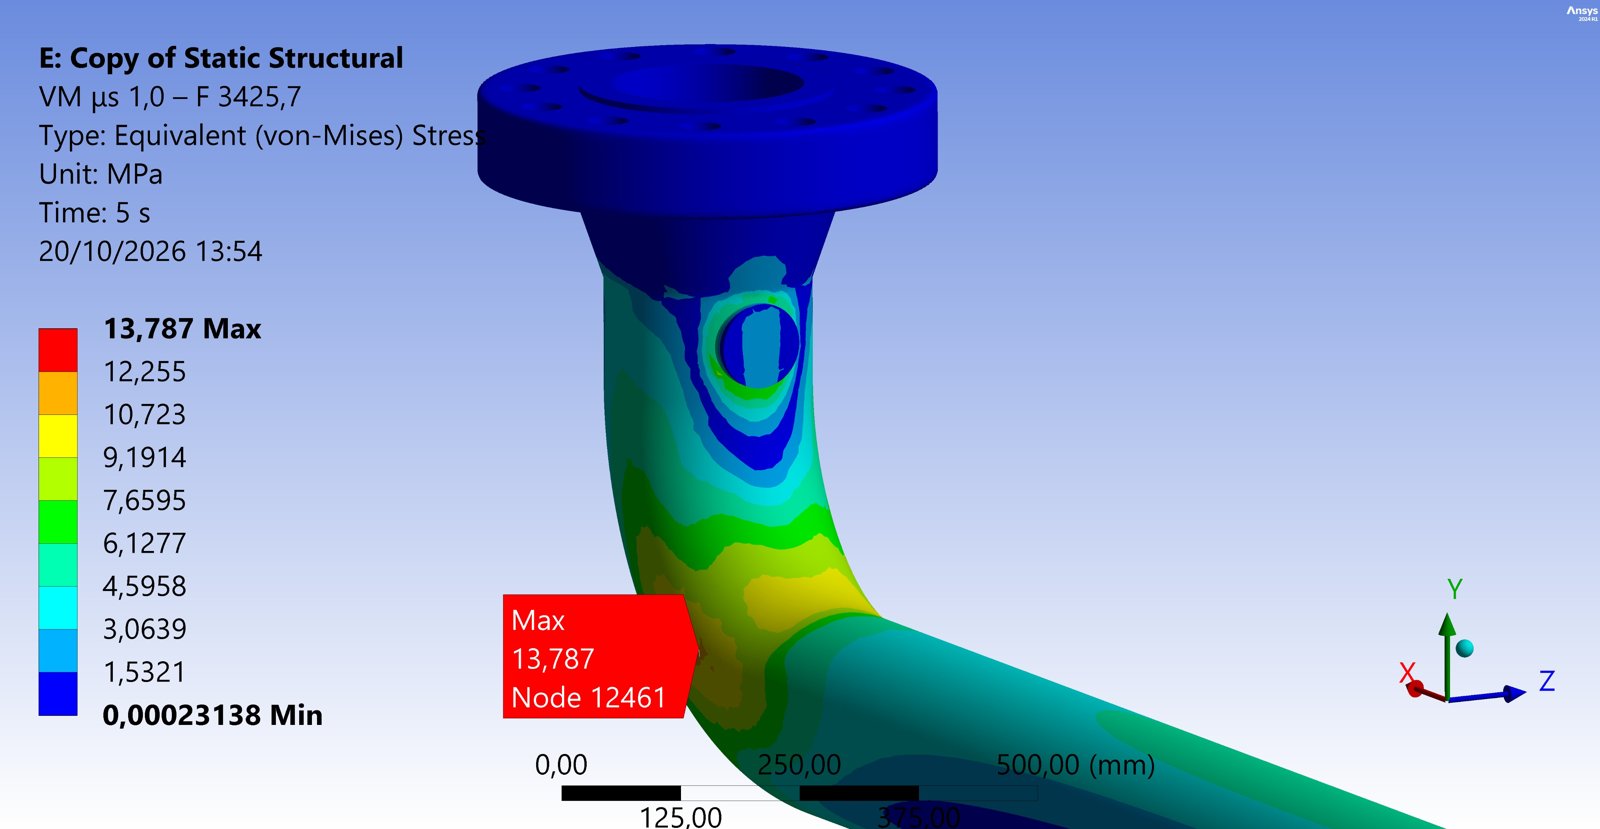 Ansys
2024 R1
E: Copy of Static Structural
VM µs 1,0 – F 3425,7
Type: Equivalent (von-Mises) Stress
Unit: MPa
Time: 5 s
20/10/2026 13:54
13,787 Max
12,255
10,723
9,1914
7,6595
6,1277
4,5958
3,0639
1,5321
0,00023138 Min
Max
13,787
Node 12461
0,00 250,00 500,00 (mm)
125,00 375,00
Y
X
Z